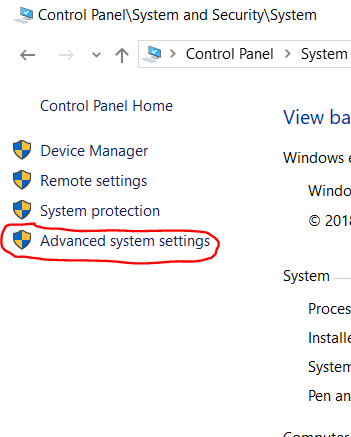 Control Panel\System and Security\System
Control Panel
System
Control Panel Home
Device Manager
Remote settings
System protection
Advanced system settings
View ba
Windows e
Windo
© 2018
System
Proces
Installe
System
Pen an